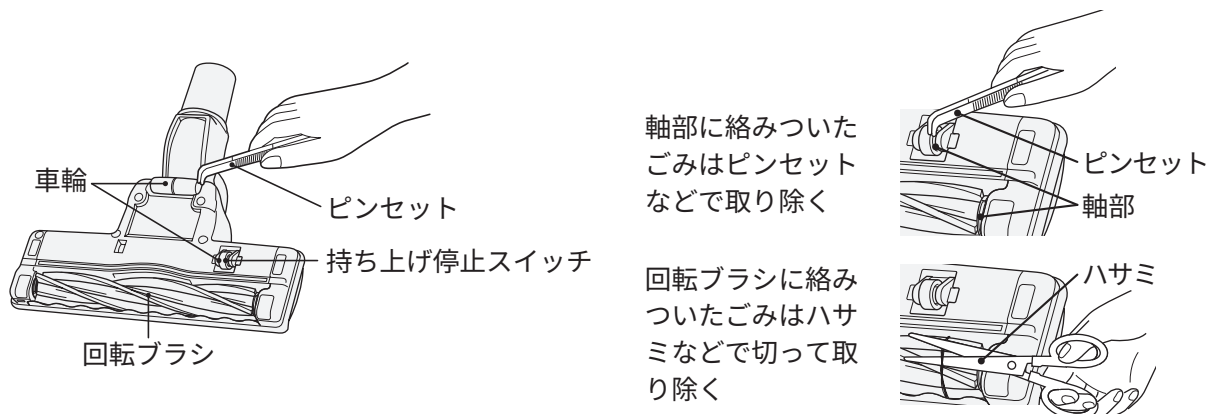 車輪
ピンセット
持ち上げ停止スイッチ
回転ブラシ
軸部に絡みついた
ごみはピンセット
などで取り除く
ピンセット
軸部
回転ブラシに絡み
ついたごみはハサ
ミなどで切って取
り除く
ハサミ